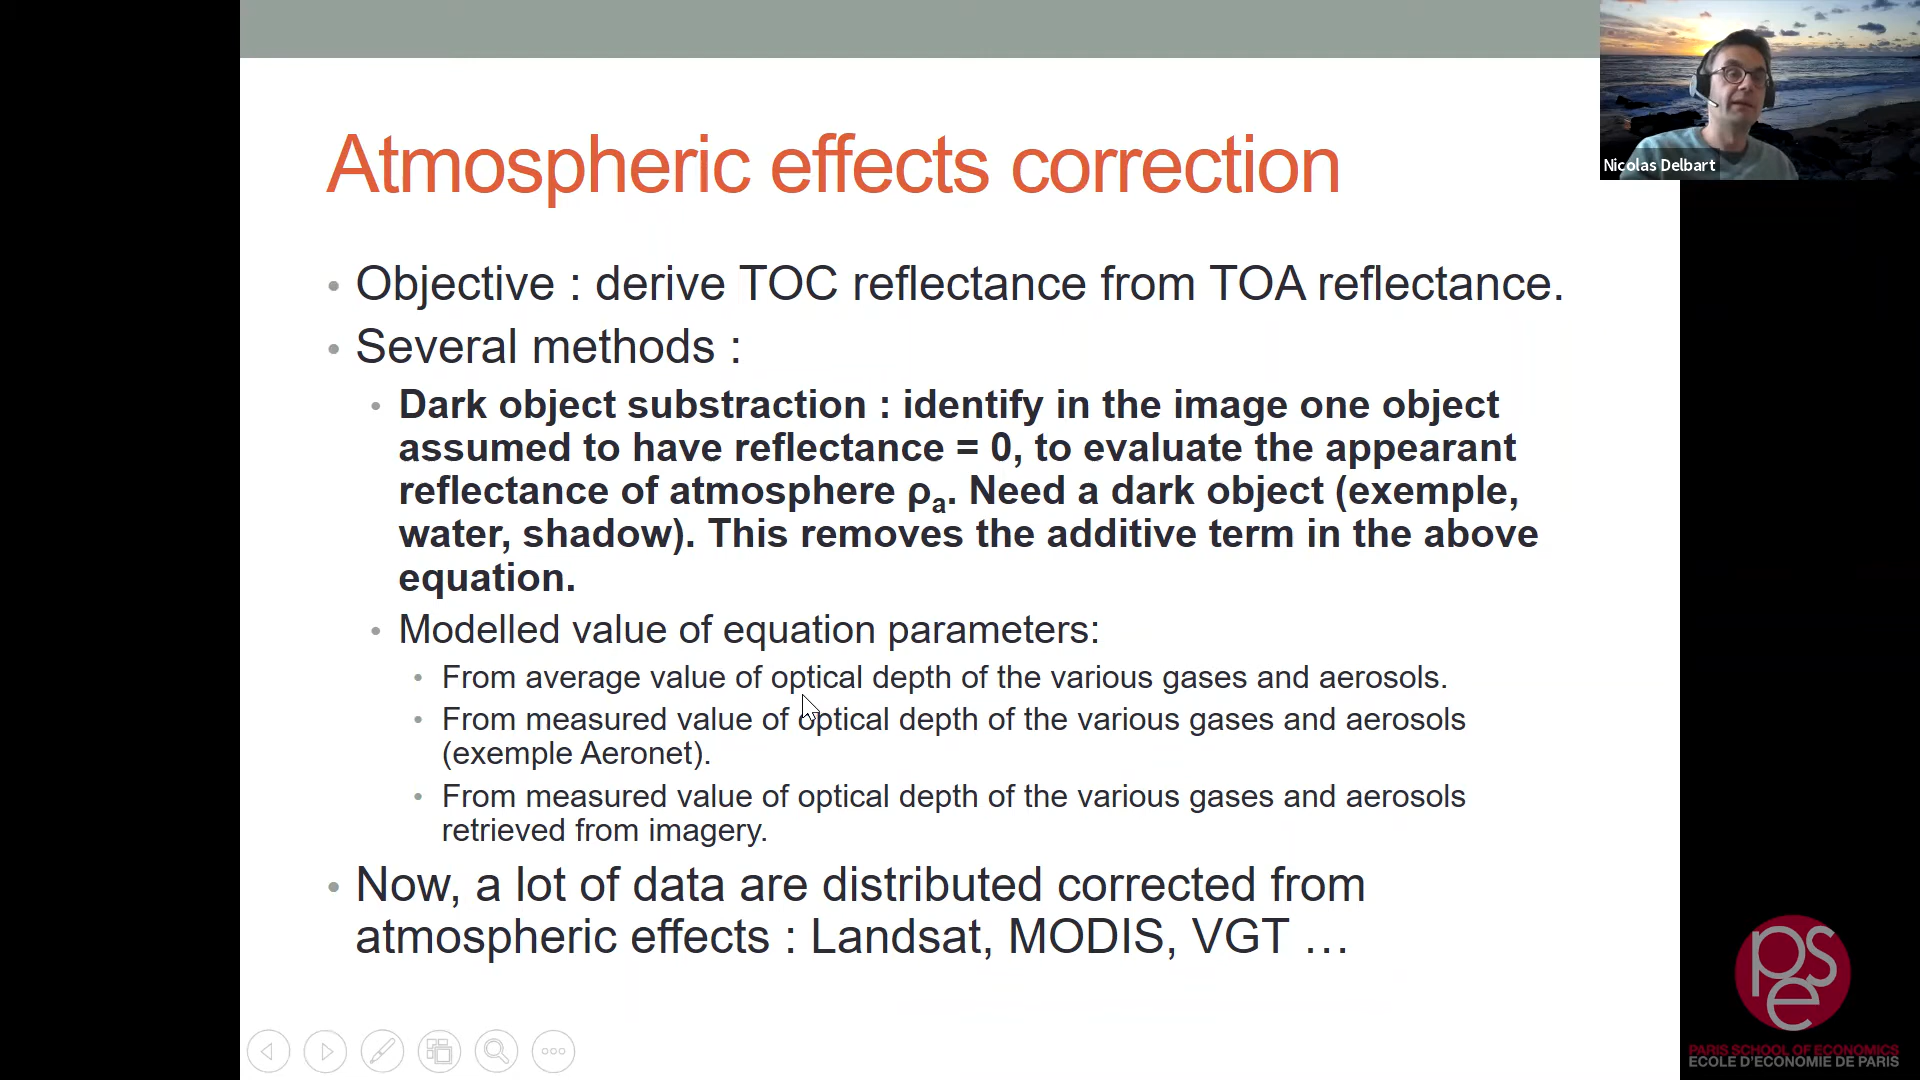 Atmospheric effects correction
Nicolas Delbart
• Objective : derive TOC reflectance from TOA reflectance.
• Several methods :
• Dark object substraction : identify in the image one object
assumed to have reflectance = 0, to evaluate the appearant
reflectance of atmosphere ρa. Need a dark object (exemple,
water, shadow). This removes the additive term in the above
equation.
• Modelled value of equation parameters:
• From average value of optical depth of the various gases and aerosols.
• From measured value of optical depth of the various gases and aerosols
(exemple Aeronet).
• From measured value of optical depth of the various gases and aerosols
retrieved from imagery.
• Now, a lot of data are distributed corrected from
atmospheric effects : Landsat, MODIS, VGT …
pse
PARIS SCHOOL OF ECONOMICS
ECOLE D'ECONOMIE DE PARIS